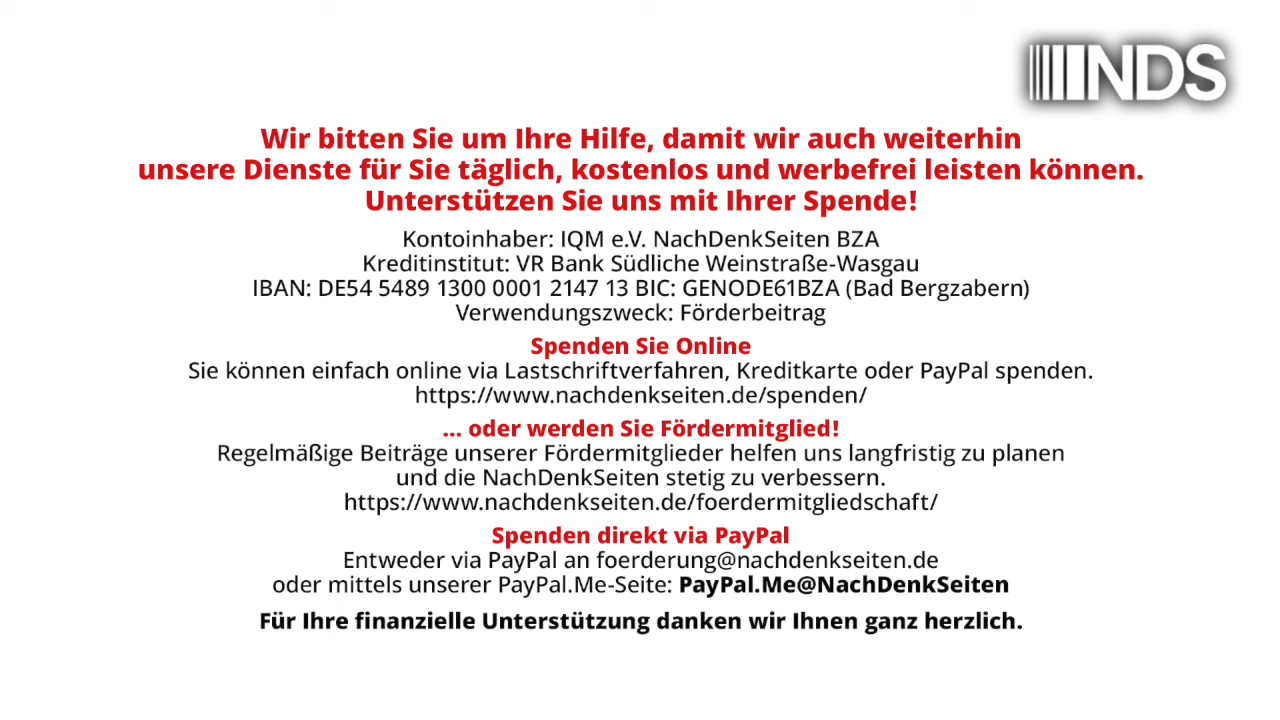 NDS
Wir bitten Sie um Ihre Hilfe, damit wir auch weiterhin
unsere Dienste für Sie täglich, kostenlos und werbefrei leisten können.
Unterstützen Sie uns mit Ihrer Spende!
Kontoinhaber: IQM e.V. NachDenkSeiten BZA
Kreditinstitut: VR Bank Südliche Weinstraße-Wasgau
IBAN: DE54 5489 1300 0001 2147 13 BIC: GENODE61BZA (Bad Bergzabern)
Verwendungszweck: Förderbeitrag
Spenden Sie Online
Sie können einfach online via Lastschriftverfahren, Kreditkarte oder PayPal spenden.
https://www.nachdenkseiten.de/spenden/
... oder werden Sie Fördermitglied!
Regelmäßige Beiträge unserer Fördermitglieder helfen uns langfristig zu planen
und die NachDenkSeiten stetig zu verbessern.
https://www.nachdenkseiten.de/foerdermitgliedschaft/
Spenden direkt via PayPal
Entweder via PayPal an foerderung@nachdenkseiten.de
oder mittels unserer PayPal.Me-Seite: PayPal.Me@NachDenkSeiten
Für Ihre finanzielle Unterstützung danken wir Ihnen ganz herzlich.